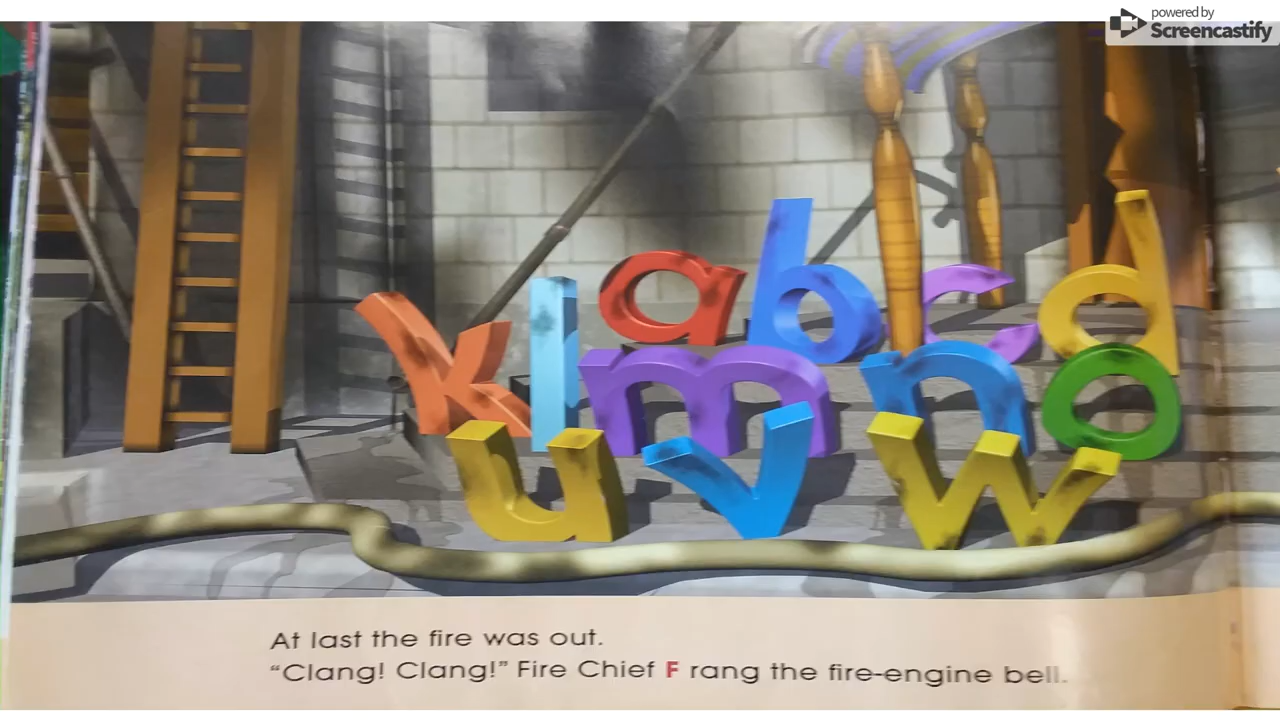 powered by
Screencastify
a b c d
k l m n o
u v w
At last the fire was out.
“Clang! Clang!” Fire Chief F rang the fire-engine bell.